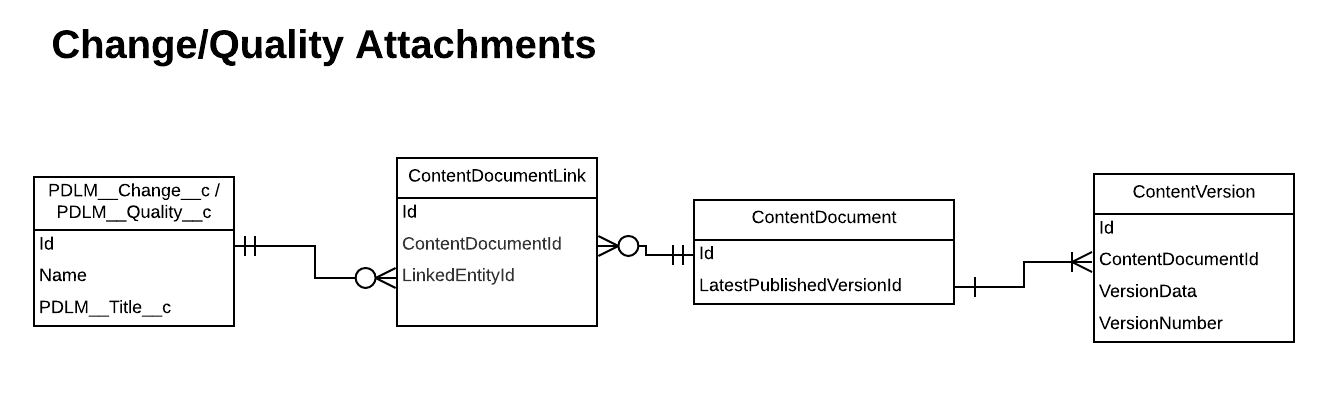 Change/Quality Attachments
PDLM__Change__c /
PDLM__Quality__c
Id
Name
PDLM__Title__c
ContentDocumentLink
Id
ContentDocumentId
LinkedEntityId
ContentDocument
Id
LatestPublishedVersionId
ContentVersion
Id
ContentDocumentId
VersionData
VersionNumber